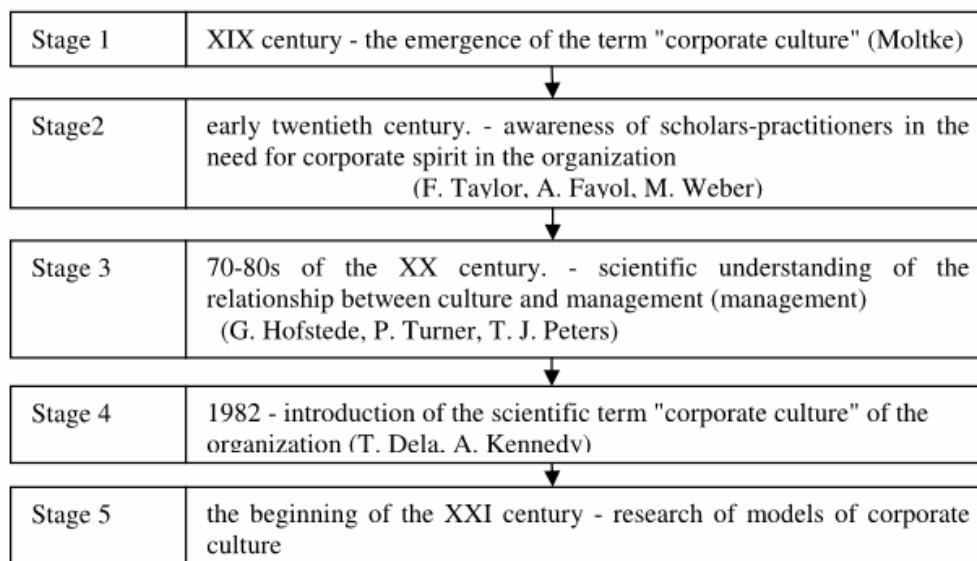 Stage 1
XIX century - the emergence of the term "corporate culture" (Moltke)
Stage2
early twentieth century. - awareness of scholars-practitioners in the
need for corporate spirit in the organization
(F. Taylor, A. Fayol, M. Weber)
Stage 3
70-80s of the XX century. - scientific understanding of the
relationship between culture and management (management)
(G. Hofstede, P. Turner, T. J. Peters)
Stage 4
1982 - introduction of the scientific term "corporate culture" of the
organization (T. Dela, A. Kennedy)
Stage 5
the beginning of the XXI century - research of models of corporate
culture